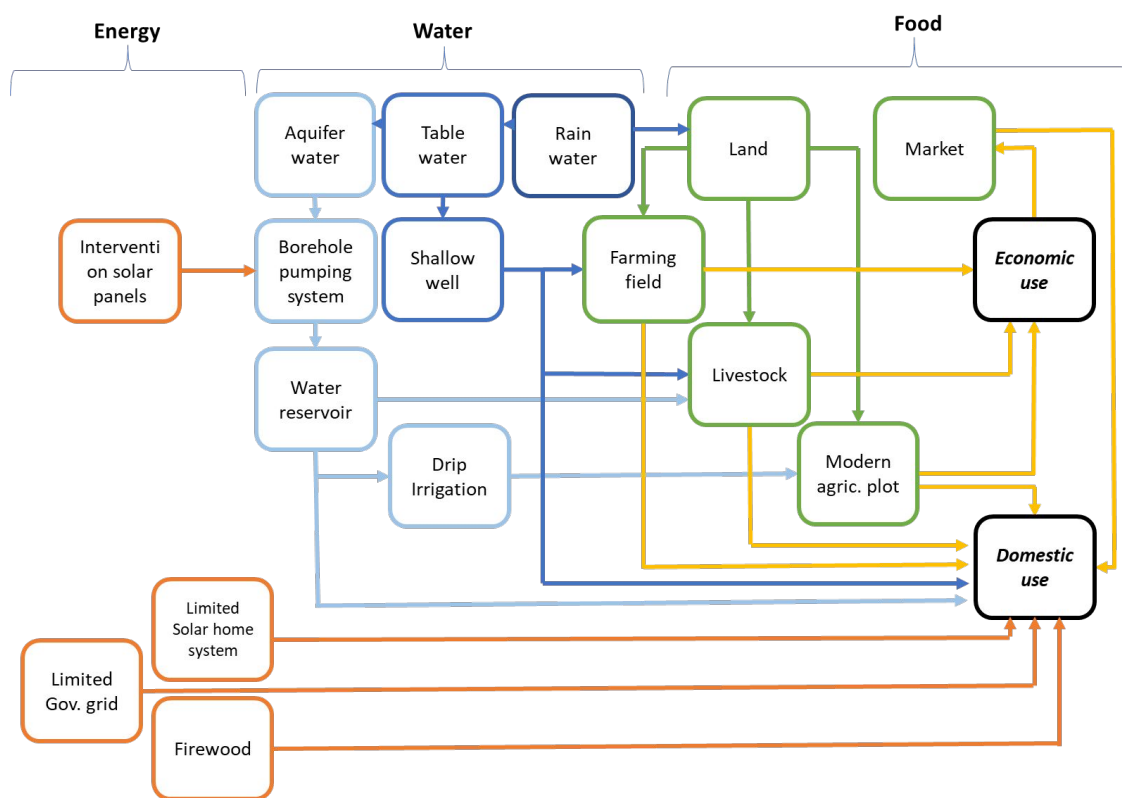 Energy
Water
Food
Aquifer
water
Table
water
Rain
water
Land
Market
Interventi
on solar
panels
Borehole
pumping
system
Shallow
well
Farming
field
Economic
use
Water
reservoir
Livestock
Drip
Irrigation
Modern
agric. plot
Domestic
use
Limited
Solar home
system
Limited
Gov. grid
Firewood